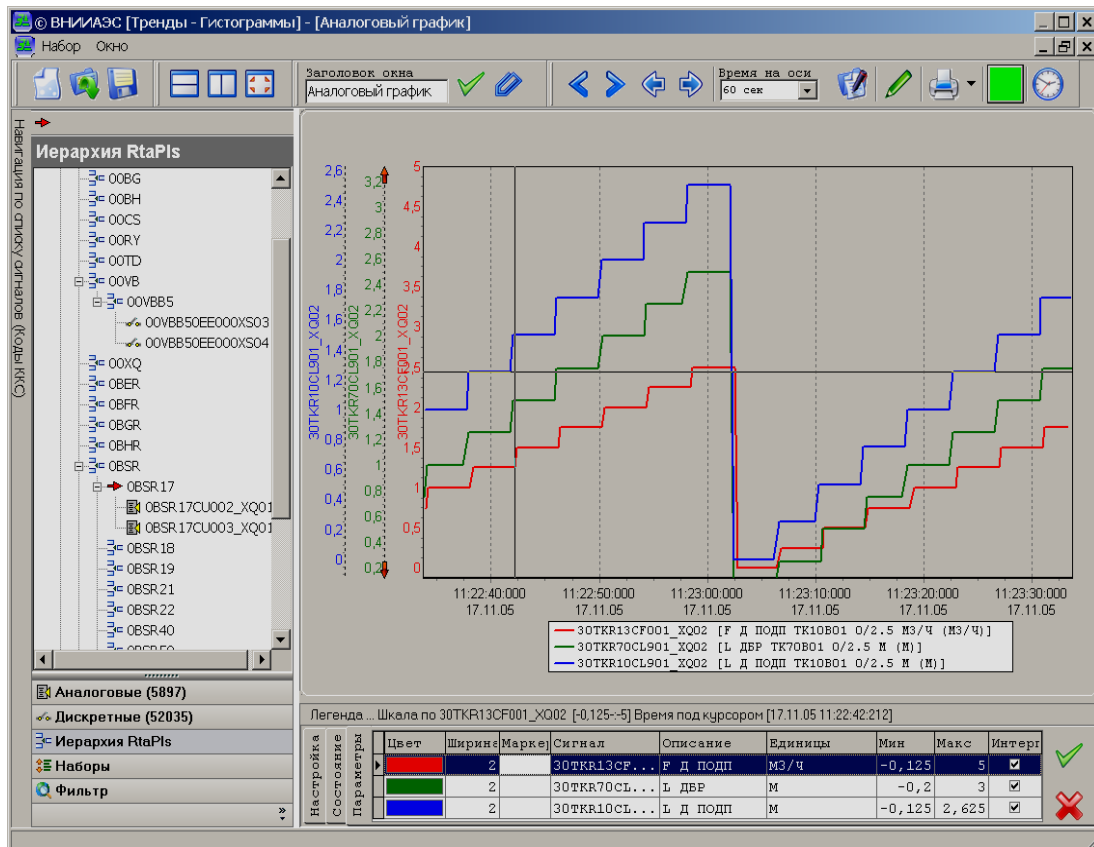 © ВНИИАЭС [Тренды - Гистограммы] - [Аналоговый график]
Набор Окно
Заголовок окна
Аналоговый график
Время на оси
60 сек
Навигация по списку сигналов (Коды ККС)
Иерархия RtaPls
00BG
00BH
00CS
00RY
00TD
00VB
00VBB5
00VBB50EE000XS03
00VBB50EE000XS04
00XQ
0BER
0BFR
0BGR
0BHR
0BSR
0BSR17
0BSR17CU002_XQ01
0BSR17CU003_XQ01
0BSR18
0BSR19
0BSR21
0BSR22
0BSR40
Аналоговые (5897)
Дискретные (52035)
Иерархия RtaPls
Наборы
Фильтр
30TKR10CL901_XQ02
2,6
2,4
2,2
2
1,8
1,6
1,4
1,2
1
0,8
0,6
0,4
0,2
0
30TKR70CL901_XQ02
3,2
3
2,8
2,6
2,4
2,2
2
1,8
1,6
1,4
1,2
1
0,8
0,6
0,4
0,2
30TKR13CF001_XQ02
5
4,5
4
3,5
3
2,5
2
1,5
1
0,5
0
11:22:40:000 11:22:50:000 11:23:00:000 11:23:10:000 11:23:20:000 11:23:30:000
17.11.05 17.11.05 17.11.05 17.11.05 17.11.05 17.11.05
30TKR13CF001_XQ02 [F Д ПОДП ТК10В01 0/2.5 М3/Ч (М3/Ч)]
30TKR70CL901_XQ02 [L ДБР ТК70В01 0/2.5 М (М)]
30TKR10CL901_XQ02 [L Д ПОДП ТК10В01 0/2.5 М (М)]
Легенда ... Шкала по 30TKR13CF001_XQ02 [-0,125-:-5] Время под курсором [17.11.05 11:22:42:212]
Настройка
Состояние
Параметры
Цвет Ширина Маркер Сигнал Описание Единицы Мин Макс Интерп
2 30TKR13CF... F Д ПОДП М3/Ч -0,125 5
2 30TKR70CL... L ДБР М -0,2 3
2 30TKR10CL... L Д ПОДП М -0,125 2,625